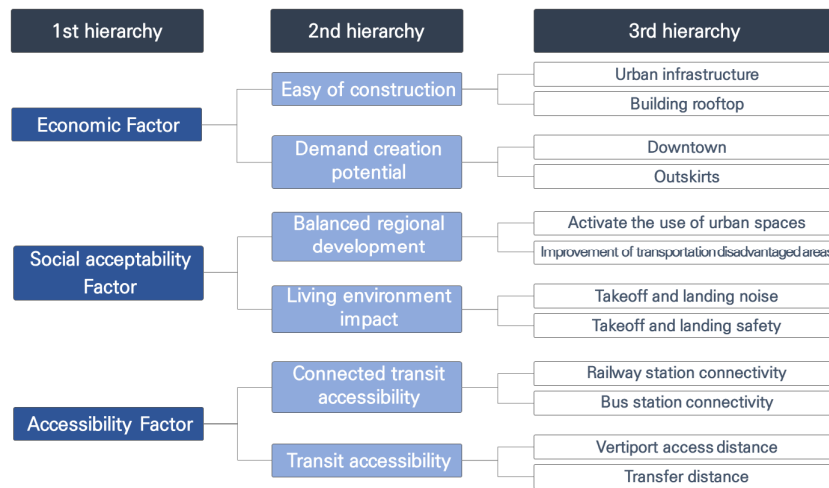 1st hierarchy
2nd hierarchy
3rd hierarchy
Economic Factor
Easy of construction
Urban infrastructure
Building rooftop
Demand creation
potential
Downtown
Outskirts
Social acceptability
Factor
Balanced regional
development
Activate the use of urban spaces
Improvement of transportation disadvantaged areas
Living environment
impact
Takeoff and landing noise
Takeoff and landing safety
Accessibility Factor
Connected transit
accessibility
Railway station connectivity
Bus station connectivity
Transit accessibility
Vertiport access distance
Transfer distance